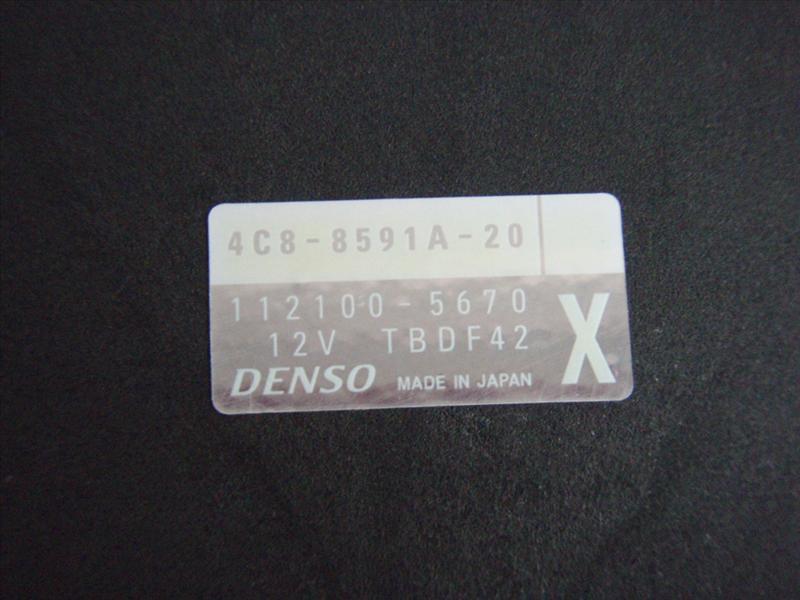 4C8-8591A-20
112100-5670
12V TBDF42
X
DENSO MADE IN JAPAN